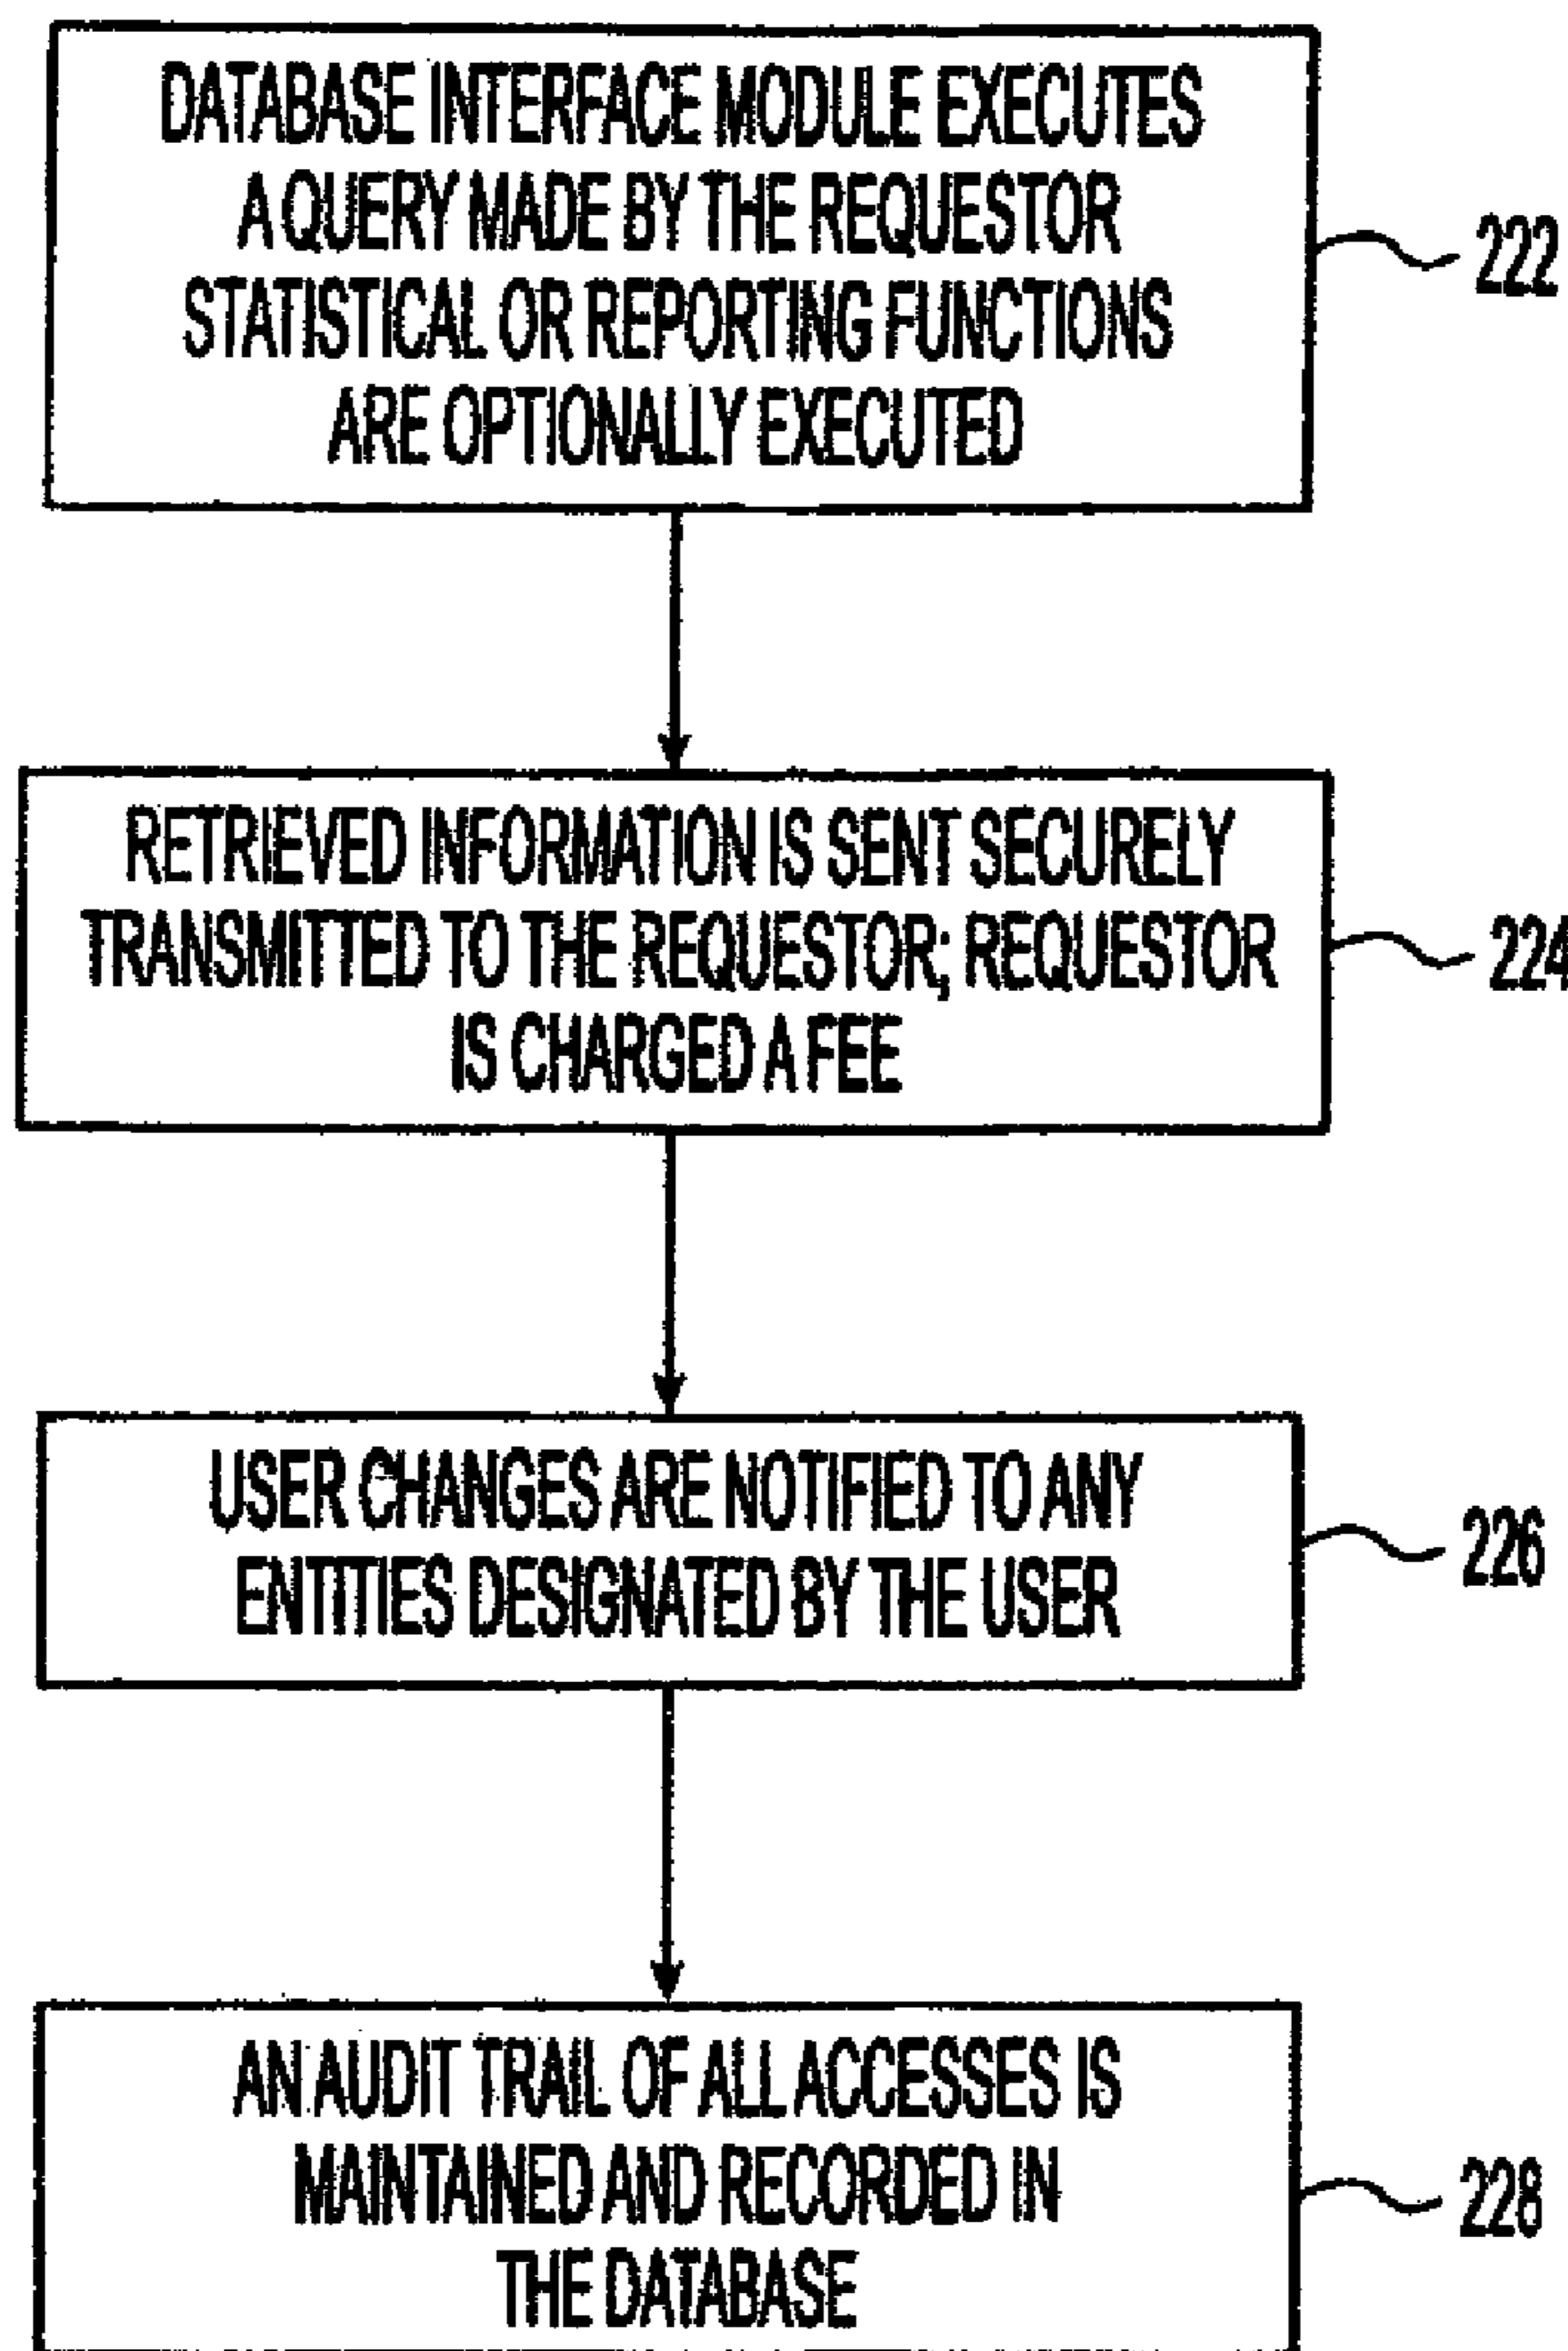 DATABASE INTERFACE MODULE EXECUTES
A QUERY MADE BY THE REQUESTOR
STATISTICAL OR REPORTING FUNCTIONS
ARE OPTIONALLY EXECUTED
222
RETRIEVED INFORMATION IS SENT SECURELY
TRANSMITTED TO THE REQUESTOR; REQUESTOR
IS CHARGED A FEE
224
USER CHANGES ARE NOTIFIED TO ANY
ENTITIES DESIGNATED BY THE USER
226
AN AUDIT TRAIL OF ALL ACCESSES IS
MAINTAINED AND RECORDED IN
THE DATABASE
228